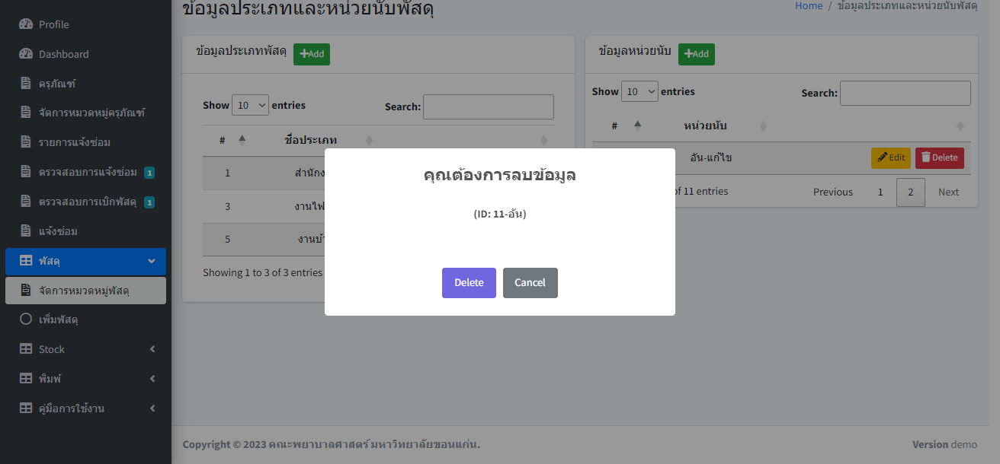 Profile
Dashboard
ครุภัณฑ์
จัดการหมวดหมู่ครุภัณฑ์
รายการแจ้งซ่อม
ตรวจสอบการแจ้งซ่อม 1
ตรวจสอบการเบิกพัสดุ 1
แจ้งซ่อม
พัสดุ
จัดการหมวดหมู่พัสดุ
เพิ่มพัสดุ
Stock
พิมพ์
คู่มือการใช้งาน
ข้อมูลประเภทและหน่วยนับพัสดุ
Home / ข้อมูลประเภทและหน่วยนับพัสดุ
ข้อมูลประเภทพัสดุ Add
Show 10 entries Search:
# ชื่อประเภท
1 สำนักง
3 งานไฟ
5 งานบ้
Showing 1 to 3 of 3 entries
ข้อมูลหน่วยนับ Add
Show 10 entries Search:
# หน่วยนับ
อัน-แก้ไข Edit Delete
of 11 entries Previous 1 2 Next
คุณต้องการลบข้อมูล
(ID: 11-อัน)
Delete Cancel
Copyright © 2023 คณะพยาบาลศาสตร์ มหาวิทยาลัยขอนแก่น.
Version demo